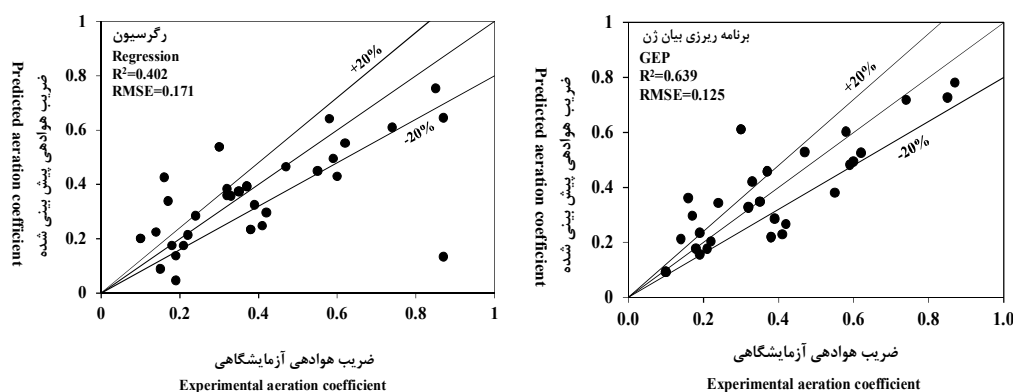 رگرسیون
Regression
R²=0.402
RMSE=0.171
+20%
-20%
1
0.8
0.6
0.4
0.2
0
0
0.2
0.4
0.6
0.8
1
Predicted aeration coefficient
ضریب هوادهی پیش بینی شده
ضریب هوادهی آزمایشگاهی
Experimental aeration coefficient
برنامه ریزی بیان ژن
GEP
R²=0.639
RMSE=0.125
+20%
-20%
1
0.8
0.6
0.4
0.2
0
0.0
0.2
0.4
0.6
0.8
1.0
Predicted aeration coefficient
ضریب هوادهی پیش بینی شده
ضریب هوادهی آزمایشگاهی
Experimental aeration coefficient